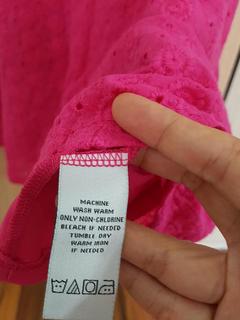 MACHINE
WASH WARM
ONLY NON-CHLORINE
BLEACH IF NEEDED
TUMBLE DRY
WARM IRON
IF NEEDED